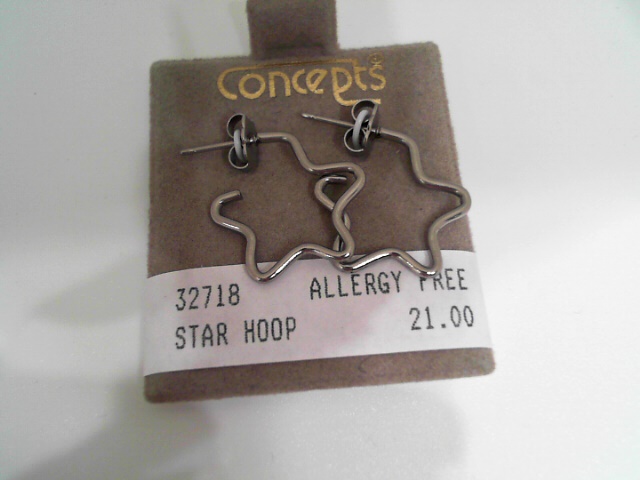 Concepts®
32718 ALLERGY FREE
STAR HOOP 21.00